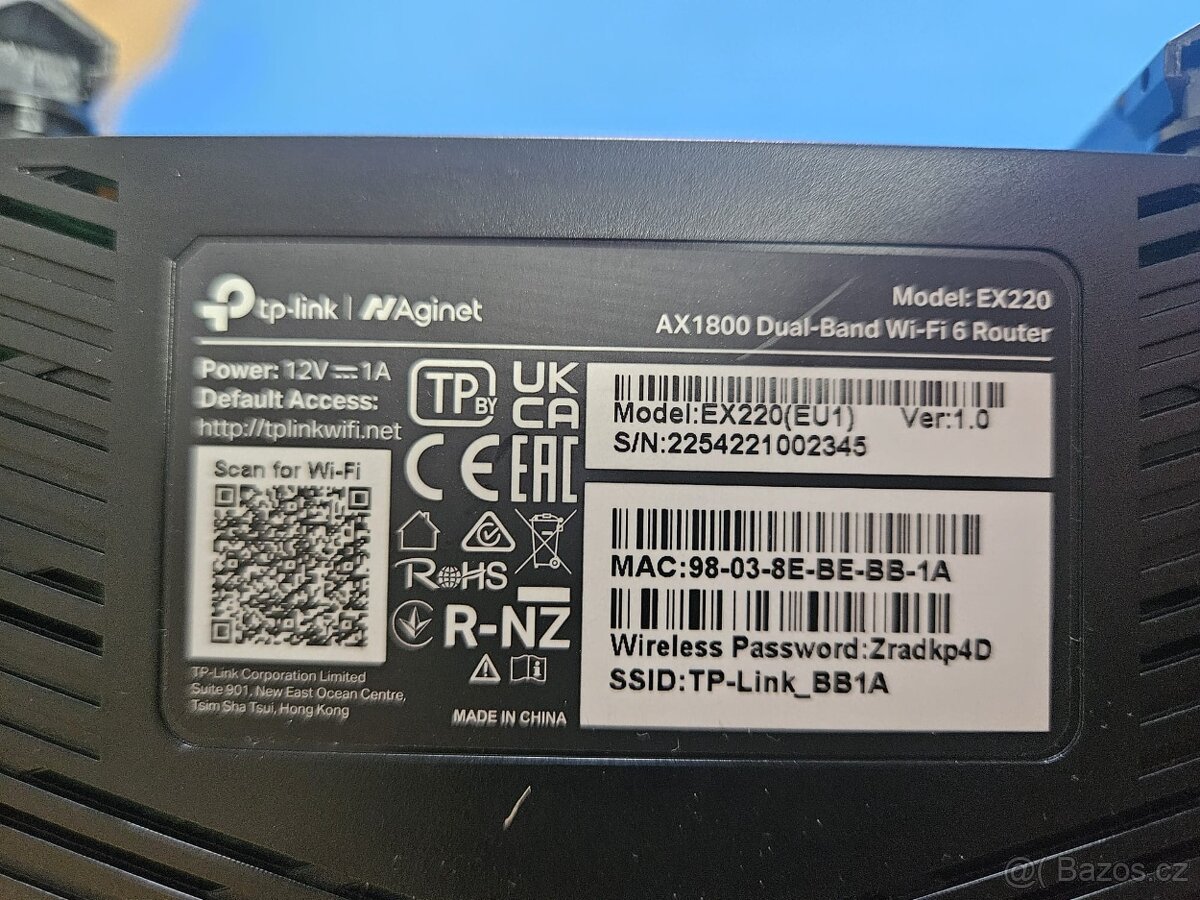 tp-link | Aginet
Model: EX220
AX1800 Dual-Band Wi-Fi 6 Router
Power: 12V⎓1A
Default Access:
http://tplinkwifi.net
Scan for Wi-Fi
TP-Link Corporation Limited
Suite 901, New East Ocean Centre,
Tsim Sha Tsui, Hong Kong
TP BY
UK
CA
CE
EAC
RoHS
R-NZ
MADE IN CHINA
Model:EX220(EU1) Ver:1.0
S/N:2254221002345
MAC:98-03-8E-BE-BB-1A
Wireless Password:Zradkp4D
SSID:TP-Link_BB1A
@( Bazos.cz